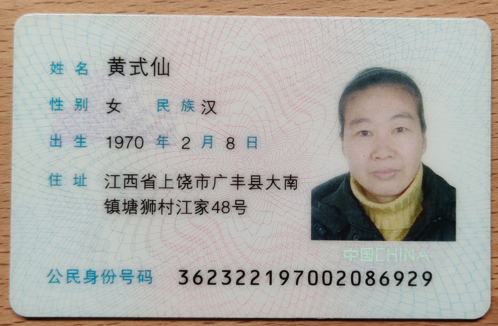 姓名 黄式仙
性别 女 民族 汉
出生 1970 年 2 月 8 日
住址 江西省上饶市广丰县大南
镇塘狮村江家48号
中国CHINA
公民身份号码 362322197002086929